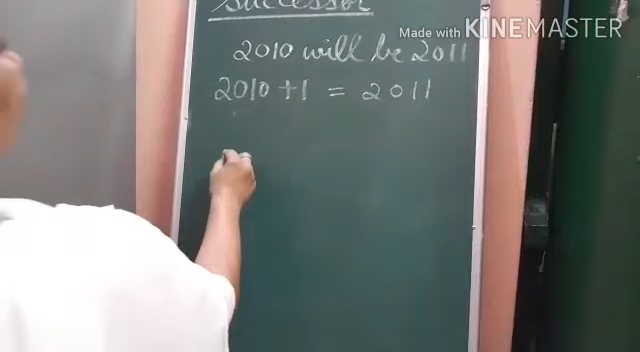 Successor
Made with KINEMASTER
2010 will be 2011
2010 + 1 = 2011